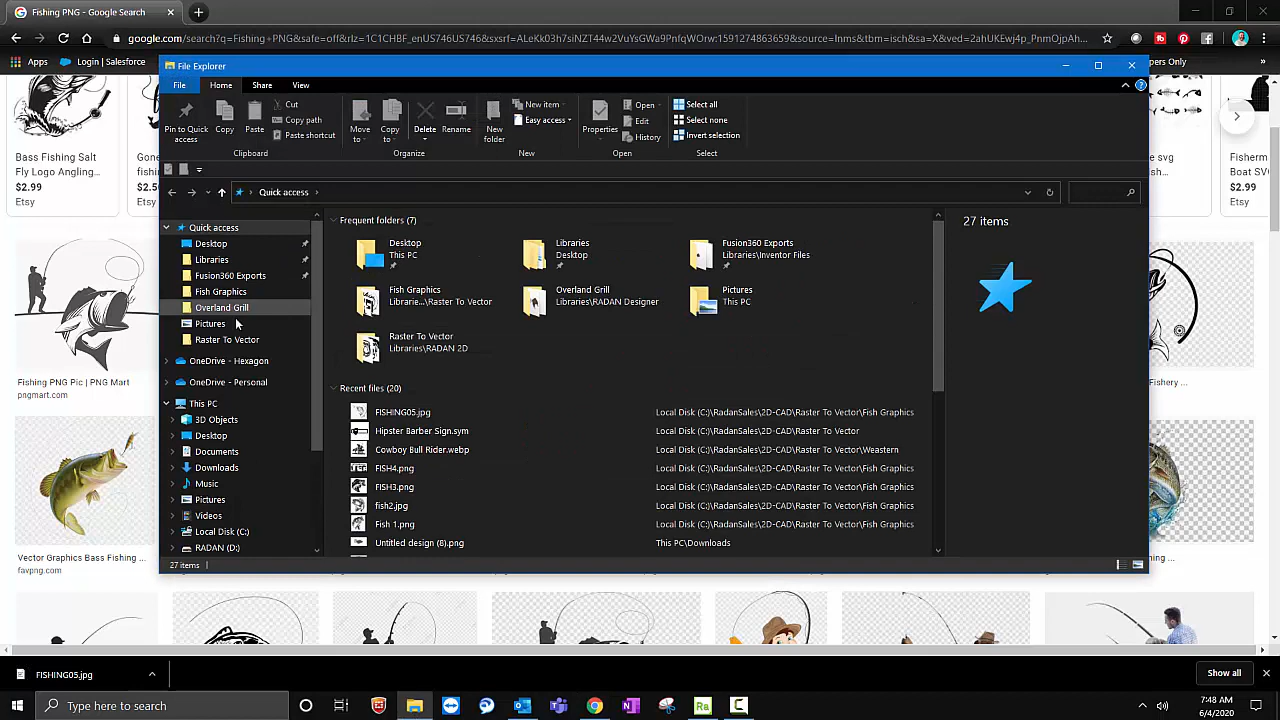 Fishing PNG - Google Search
google.com/search?q=Fishing+PNG&safe=off&rlz=1C1CHBF_enUS746US746&sxsrf=ALeKk03h7siNZT44w2VuYsGWa9PnfqWOrw:1591274863659&source=lnms&tbm=isch&sa=X&ved=2ahUKEwj4p_PnmOjpAh...
Apps
Login | Salesforce
pers Only
File Explorer
File
Home
Share
View
Pin to Quick access
Copy
Paste
Cut
Copy path
Paste shortcut
Clipboard
Move to
Copy to
Delete
Rename
Organize
New folder
New item
Easy access
New
Properties
Open
Edit
History
Open
Select all
Select none
Invert selection
Select
Quick access
Quick access
Desktop
Libraries
Fusion360 Exports
Fish Graphics
Overland Grill
Pictures
Raster To Vector
OneDrive - Hexagon
OneDrive - Personal
This PC
3D Objects
Desktop
Documents
Downloads
Music
Pictures
Videos
Local Disk (C:)
RADAN (D:)
27 items
Frequent folders (7)
Desktop
This PC
Libraries
Desktop
Fusion360 Exports
Libraries\Inventor Files
Fish Graphics
Librarie...\Raster To Vector
Overland Grill
Libraries\RADAN Designer
Pictures
This PC
Raster To Vector
Libraries\RADAN 2D
Recent files (20)
FISHING05.jpg Local Disk (C:)\RadanSales\2D-CAD\Raster To Vector\Fish Graphics
Hipster Barber Sign.sym Local Disk (C:)\RadanSales\2D-CAD\Raster To Vector
Cowboy Bull Rider.webp Local Disk (C:)\RadanSales\2D-CAD\Raster To Vector\Weastern
FISH4.png Local Disk (C:)\RadanSales\2D-CAD\Raster To Vector\Fish Graphics
FISH3.png Local Disk (C:)\RadanSales\2D-CAD\Raster To Vector\Fish Graphics
fish2.jpg Local Disk (C:)\RadanSales\2D-CAD\Raster To Vector\Fish Graphics
Fish 1.png Local Disk (C:)\RadanSales\2D-CAD\Raster To Vector\Fish Graphics
Untitled design (8).png This PC\Downloads
27 items
Bass Fishing Salt
Fly Logo Angling...
$2.99
Etsy
Gone
$2.50
Etsy
e svg
Fisherm
Boat SVG
$2.99
Etsy
Fishing PNG Pic | PNG Mart
pngmart.com
Fishery ...
Vector Graphics Bass Fishing ...
favpng.com
ing ...
FISHING05.jpg
Show all
Type here to search
7:48 AM
6/4/2020